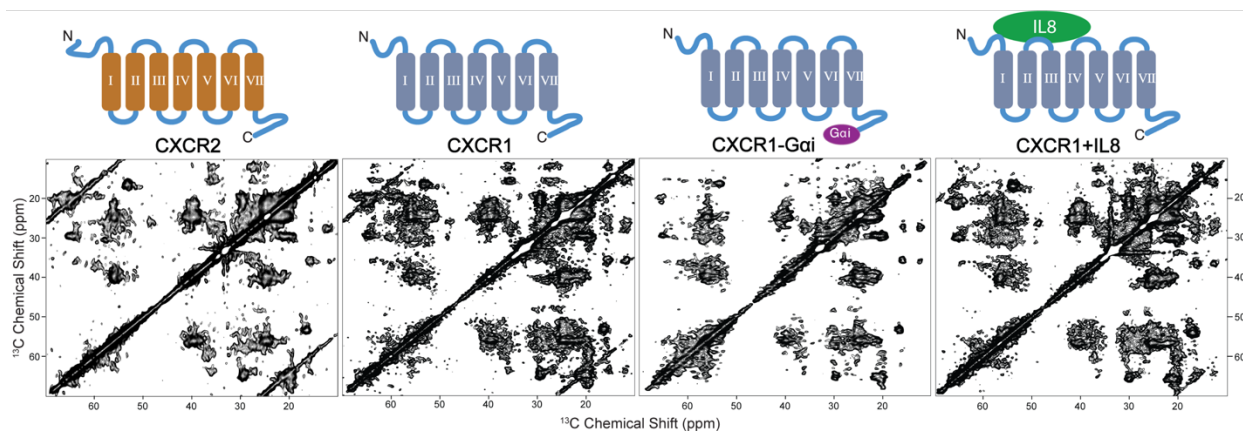 IL8
N N N N
I II III IV V VI VII I II III IV V VI VII I II III IV V VI VII I II III IV V VI VII
Gαi
C C C C
CXCR2 CXCR1 CXCR1-Gαi CXCR1+IL8
¹³C Chemical Shift (ppm)
20 20
30 30
40 40
50 50
60 60
60 50 40 30 20 60 50 40 30 20 60 50 40 30 20 60 50 40 30 20
¹³C Chemical Shift (ppm)